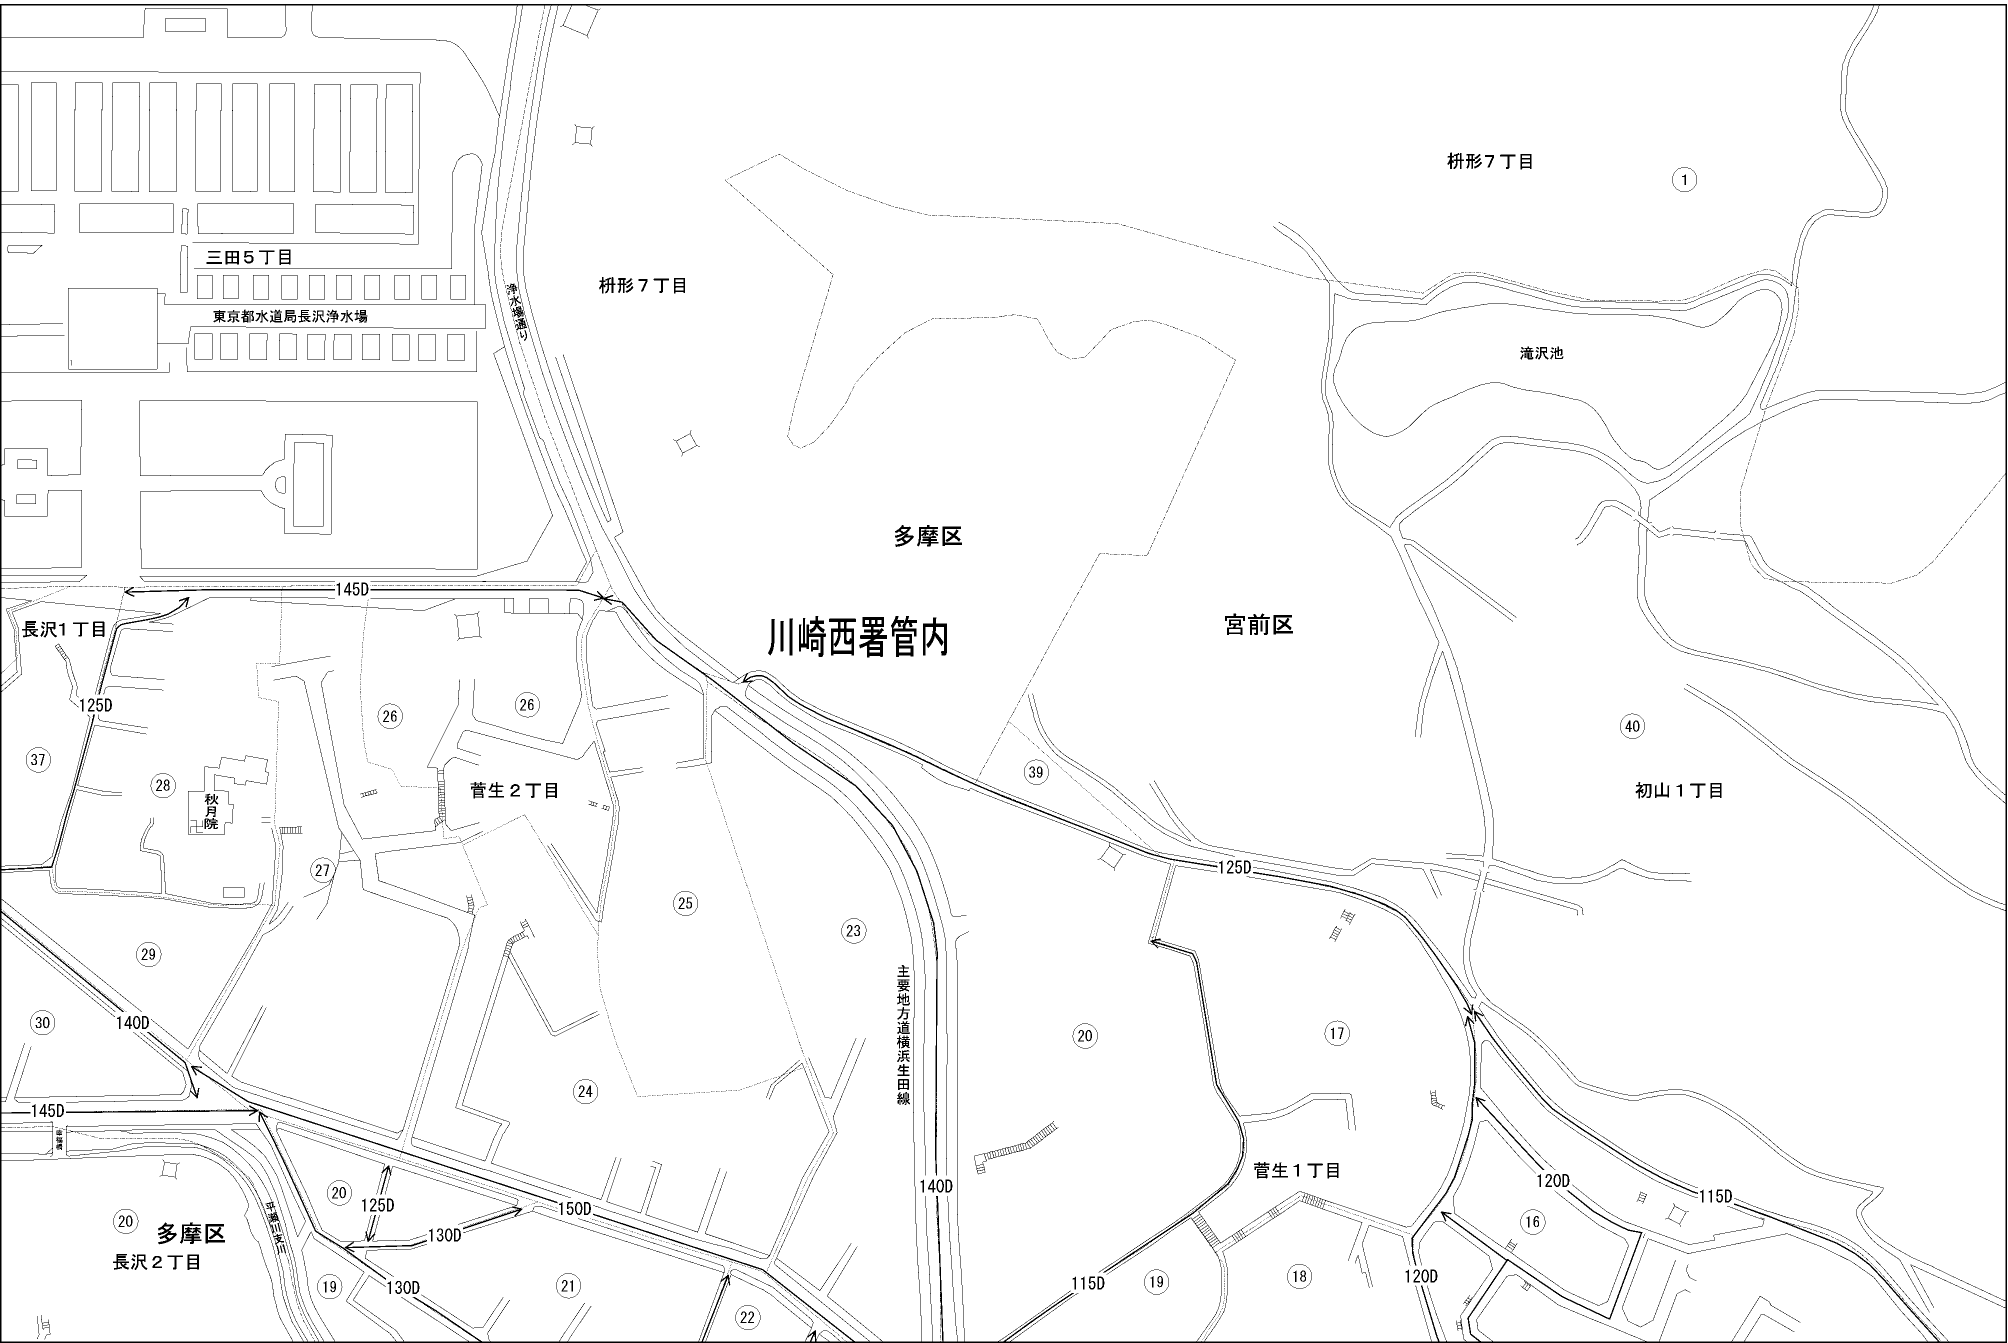 枡形７丁目
1
三田５丁目
枡形７丁目
浄水場通り
東京都水道局長沢浄水場
滝沢池
多摩区
145D
川崎西署管内
宮前区
長沢１丁目
125D
26
26
40
37
28
秋月院
菅生２丁目
39
初山１丁目
27
125D
25
23
29
主要地方道横浜生田線
140D
30
20
17
24
145D
菅生１丁目
120D
140D
20
125D
150D
115D
20
多摩区
長沢２丁目
早瀬川支川
130D
16
19
130D
21
22
115D
19
18
120D